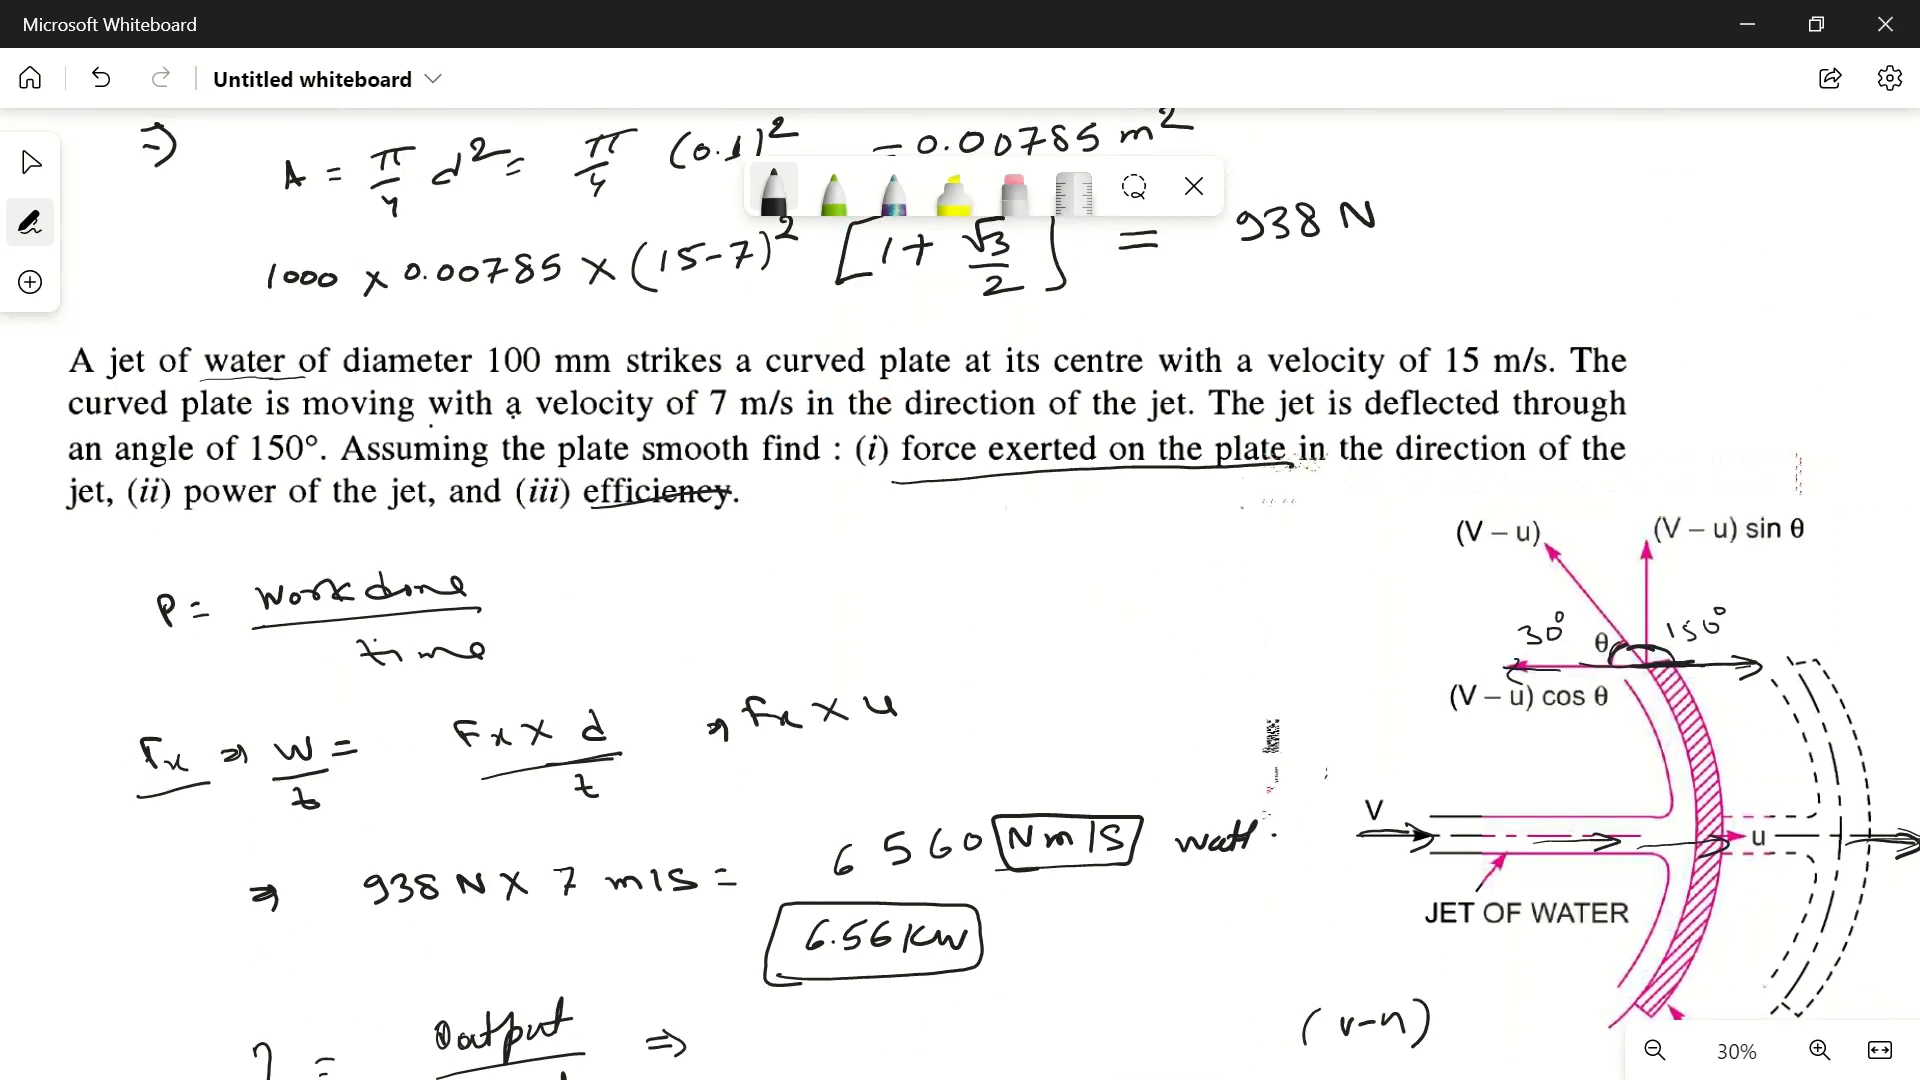 Microsoft Whiteboard
Untitled whiteboard
⇒ A = π/4 d² = π/4 (0.1)² = 0.00785 m²
1000 × 0.00785 × (15-7)² [1 + √3/2] = 938 N
A jet of water of diameter 100 mm strikes a curved plate at its centre with a velocity of 15 m/s. The
curved plate is moving with a velocity of 7 m/s in the direction of the jet. The jet is deflected through
an angle of 150°. Assuming the plate smooth find : (i) force exerted on the plate in the direction of the
jet, (ii) power of the jet, and (iii) efficiency.
(V – u)
(V – u) sin θ
30°
θ
150°
(V – u) cos θ
P = Work done / time
Fx ⇒ W/t = Fx × d / t ⇒ Fx × u
V
u
JET OF WATER
⇒ 938 N × 7 m/s = 6560 Nm/s watt.
6.56 KW
(v-u)
η = Output ⇒
30%